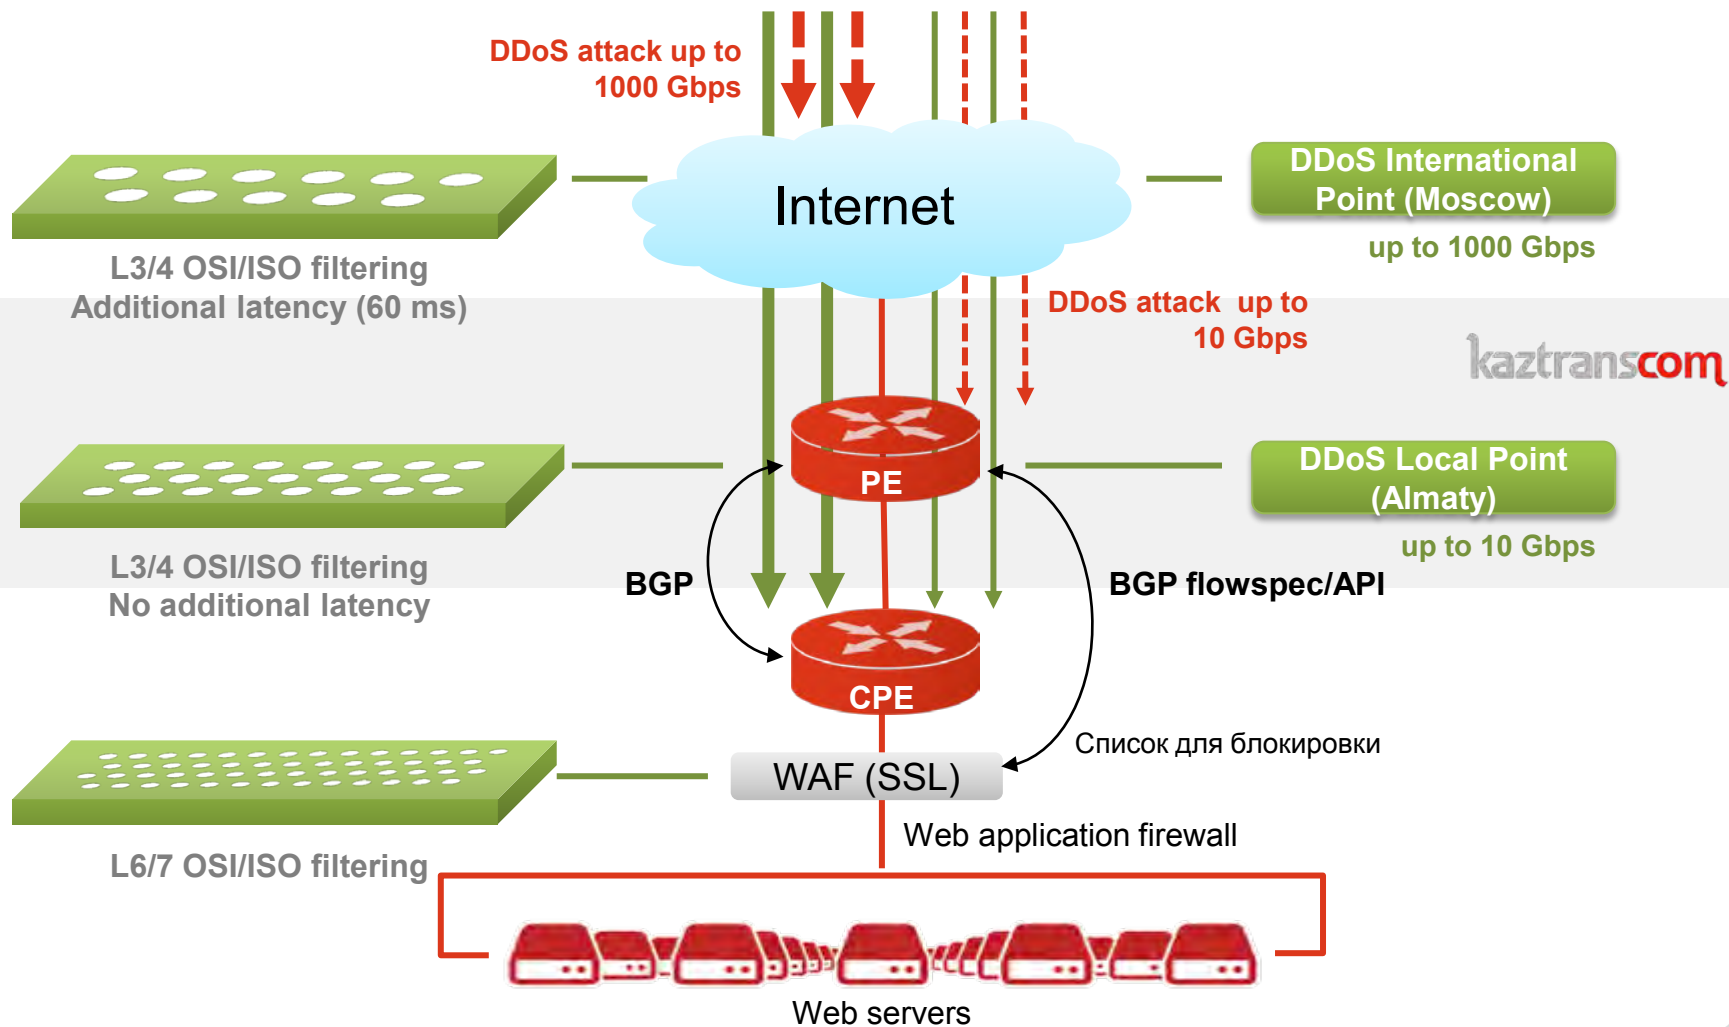 DDoS attack up to
1000 Gbps
Internet
DDoS International
Point (Moscow)
up to 1000 Gbps
L3/4 OSI/ISO filtering
Additional latency (60 ms)
DDoS attack up to
10 Gbps
kaztranscom
PE
DDoS Local Point
(Almaty)
up to 10 Gbps
L3/4 OSI/ISO filtering
No additional latency
BGP
BGP flowspec/API
CPE
Список для блокировки
WAF (SSL)
Web application firewall
L6/7 OSI/ISO filtering
Web servers